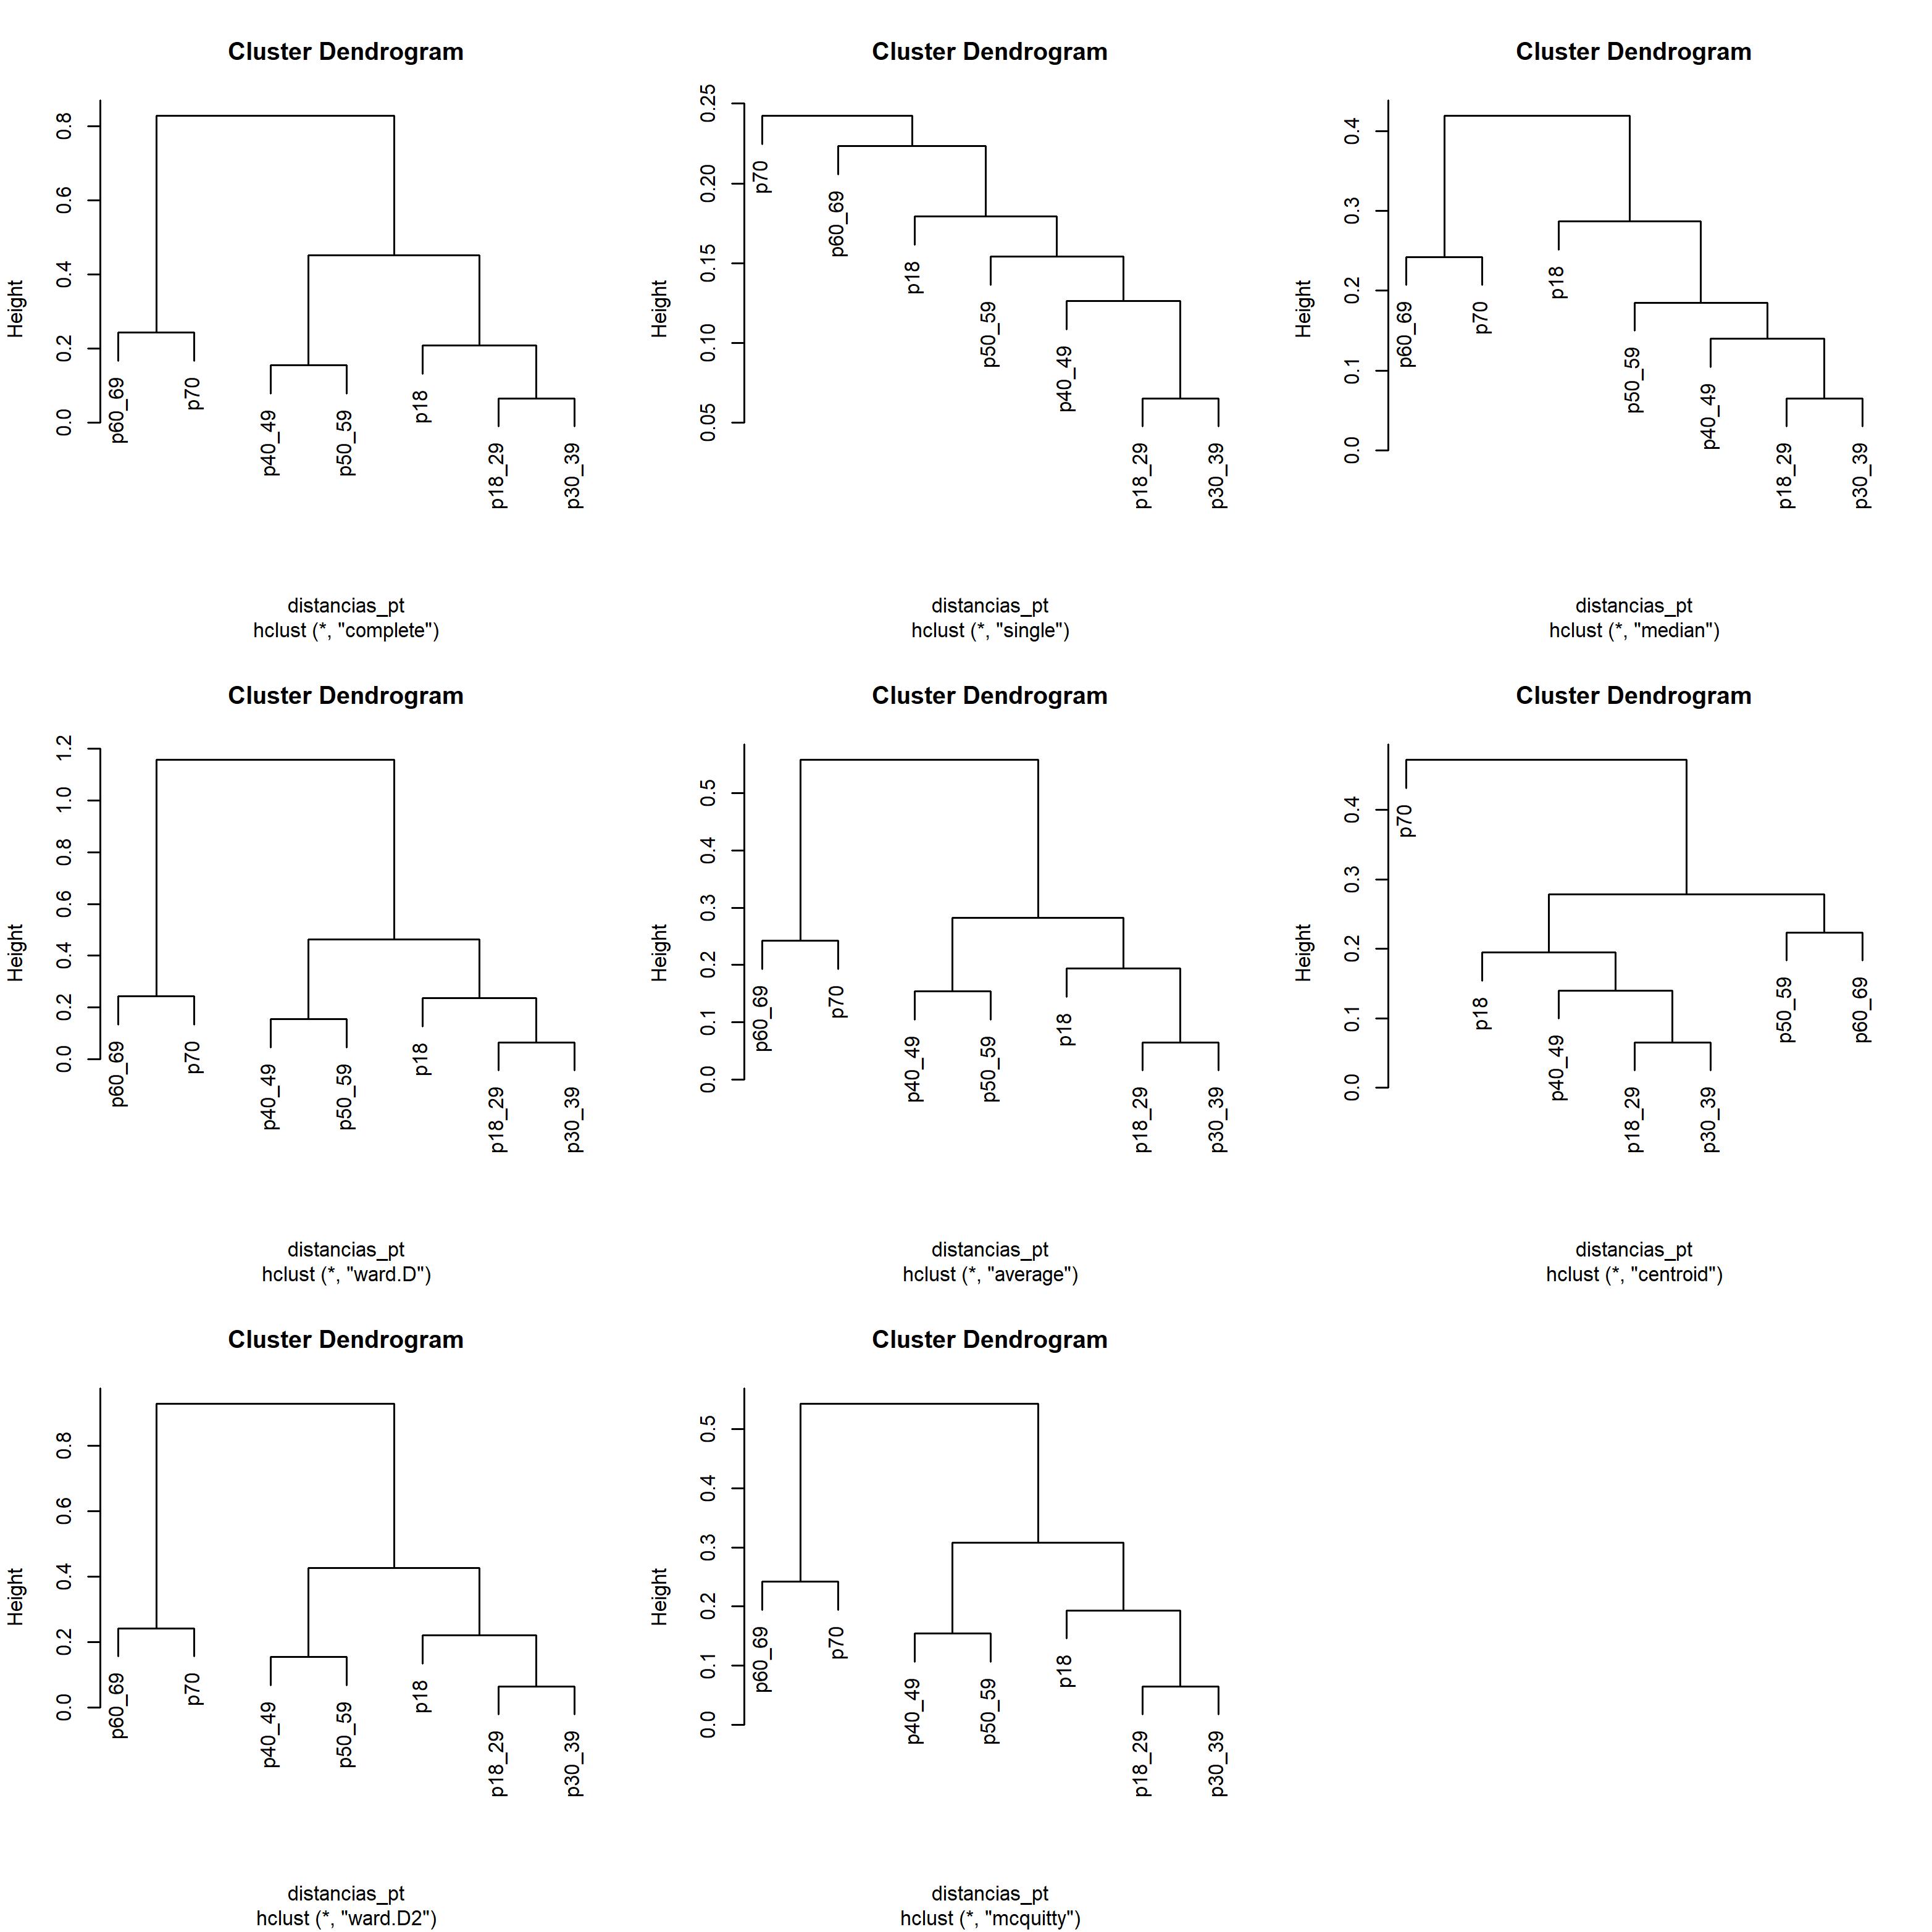 Cluster Dendrogram
Height
0.0 0.2 0.4 0.6 0.8
p60_69
p70
p40_49
p50_59
p18
p18_29
p30_39
distancias_pt
hclust (*, "complete")
Cluster Dendrogram
Height
0.05 0.10 0.15 0.20 0.25
p70
p60_69
p18
p50_59
p40_49
p18_29
p30_39
distancias_pt
hclust (*, "single")
Cluster Dendrogram
Height
0.0 0.1 0.2 0.3 0.4
p60_69
p70
p18
p50_59
p40_49
p18_29
p30_39
distancias_pt
hclust (*, "median")
Cluster Dendrogram
Height
0.0 0.2 0.4 0.6 0.8 1.0 1.2
p60_69
p70
p40_49
p50_59
p18
p18_29
p30_39
distancias_pt
hclust (*, "ward.D")
Cluster Dendrogram
Height
0.0 0.1 0.2 0.3 0.4 0.5
p60_69
p70
p40_49
p50_59
p18
p18_29
p30_39
distancias_pt
hclust (*, "average")
Cluster Dendrogram
Height
0.0 0.1 0.2 0.3 0.4
p70
p18
p40_49
p18_29
p30_39
p50_59
p60_69
distancias_pt
hclust (*, "centroid")
Cluster Dendrogram
Height
0.0 0.2 0.4 0.6 0.8
p60_69
p70
p40_49
p50_59
p18
p18_29
p30_39
distancias_pt
hclust (*, "ward.D2")
Cluster Dendrogram
Height
0.0 0.1 0.2 0.3 0.4 0.5
p60_69
p70
p40_49
p50_59
p18
p18_29
p30_39
distancias_pt
hclust (*, "mcquitty")